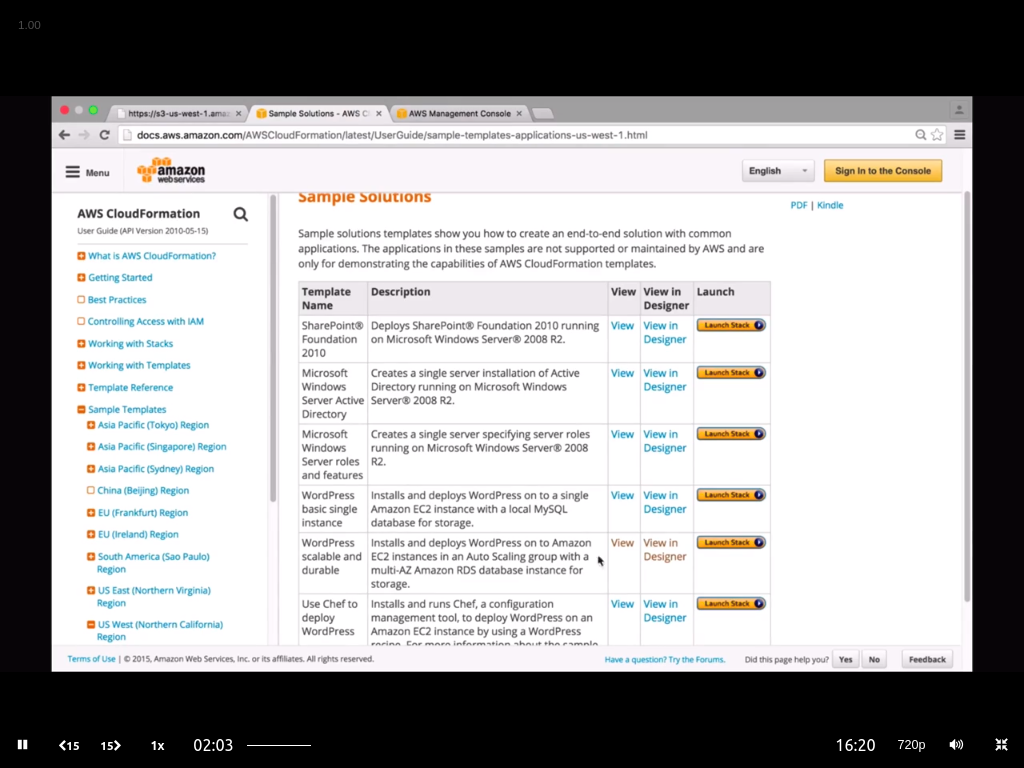 1.00
https://s3-us-west-1.ama
Sample Solutions - AWS Cl
AWS Management Console
docs.aws.amazon.com/AWSCloudFormation/latest/UserGuide/sample-templates-applications-us-west-1.html
Menu
amazon
web services
English
Sign In to the Console
AWS CloudFormation
User Guide (API Version 2010-05-15)
What is AWS CloudFormation?
Getting Started
Best Practices
Controlling Access with IAM
Working with Stacks
Working with Templates
Template Reference
Sample Templates
Asia Pacific (Tokyo) Region
Asia Pacific (Singapore) Region
Asia Pacific (Sydney) Region
China (Beijing) Region
EU (Frankfurt) Region
EU (Ireland) Region
South America (Sao Paulo)
Region
US East (Northern Virginia)
Region
US West (Northern California)
Region
Sample Solutions
PDF | Kindle
Sample solutions templates show you how to create an end-to-end solution with common
applications. The applications in these samples are not supported or maintained by AWS and are
only for demonstrating the capabilities of AWS CloudFormation templates.
Template Description View View in Launch
Name Designer
SharePoint® Deploys SharePoint® Foundation 2010 running View View in Launch Stack
Foundation on Microsoft Windows Server® 2008 R2. Designer
2010
Microsoft Creates a single server installation of Active View View in Launch Stack
Windows Directory running on Microsoft Windows Designer
Server Active Server® 2008 R2.
Directory
Microsoft Creates a single server specifying server roles View View in Launch Stack
Windows running on Microsoft Windows Server® 2008 Designer
Server roles R2.
and features
WordPress Installs and deploys WordPress on to a single View View in Launch Stack
basic single Amazon EC2 instance with a local MySQL Designer
instance database for storage.
WordPress Installs and deploys WordPress on to Amazon View View in Launch Stack
scalable and EC2 instances in an Auto Scaling group with a Designer
durable multi-AZ Amazon RDS database instance for
storage.
Use Chef to Installs and runs Chef, a configuration View View in Launch Stack
deploy management tool, to deploy WordPress on an Designer
WordPress Amazon EC2 instance by using a WordPress
recipe. For more information about the sample
Terms of Use | © 2015, Amazon Web Services, Inc. or its affiliates. All rights reserved.
Have a question? Try the Forums.
Did this page help you? Yes No Feedback
15 15 1x 02:03 16:20 720p